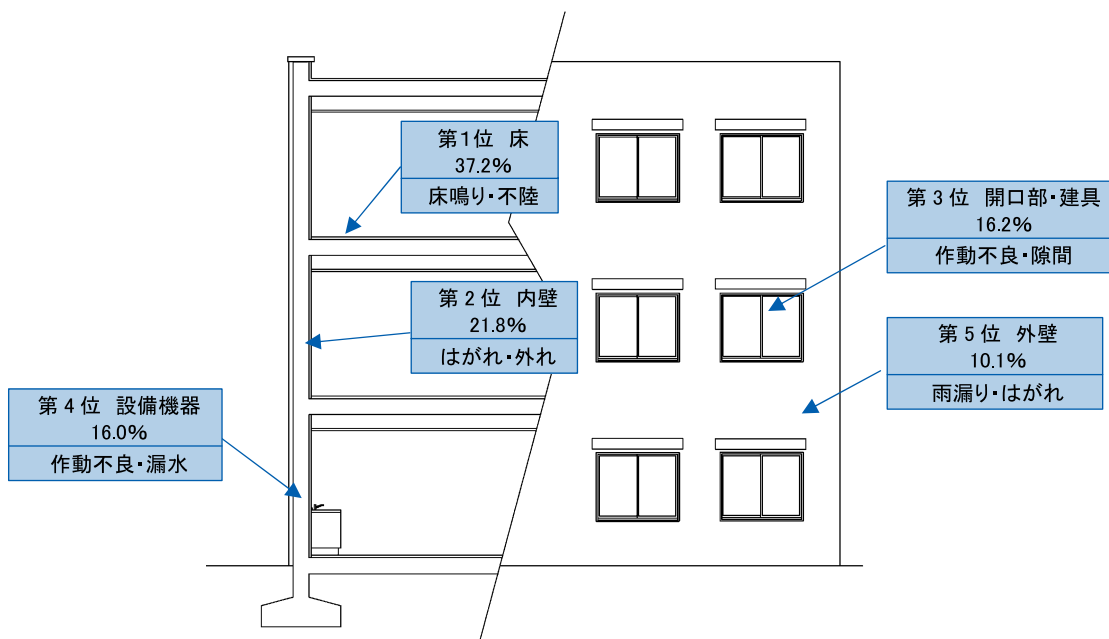 第1位 床
37.2%
床鳴り・不陸
第2位 内壁
21.8%
はがれ・外れ
第3位 開口部・建具
16.2%
作動不良・隙間
第4位 設備機器
16.0%
作動不良・漏水
第5位 外壁
10.1%
雨漏り・はがれ